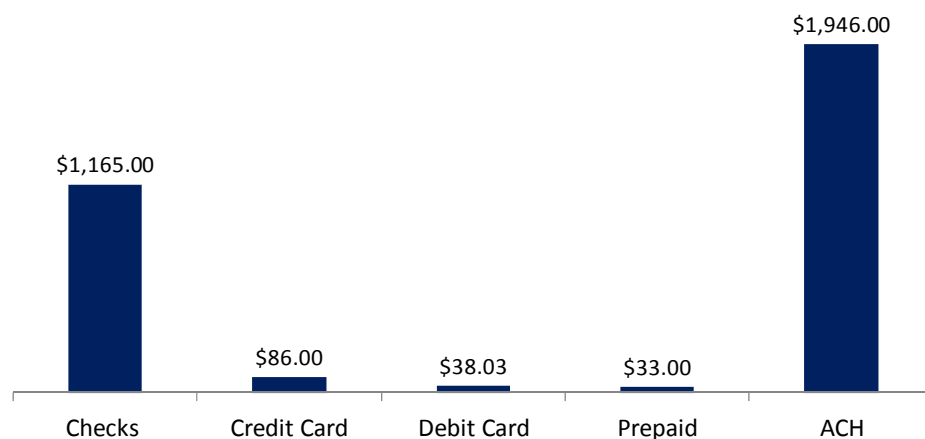 $1,946.00
$1,165.00
$86.00
$38.03
$33.00
Checks
Credit Card
Debit Card
Prepaid
ACH